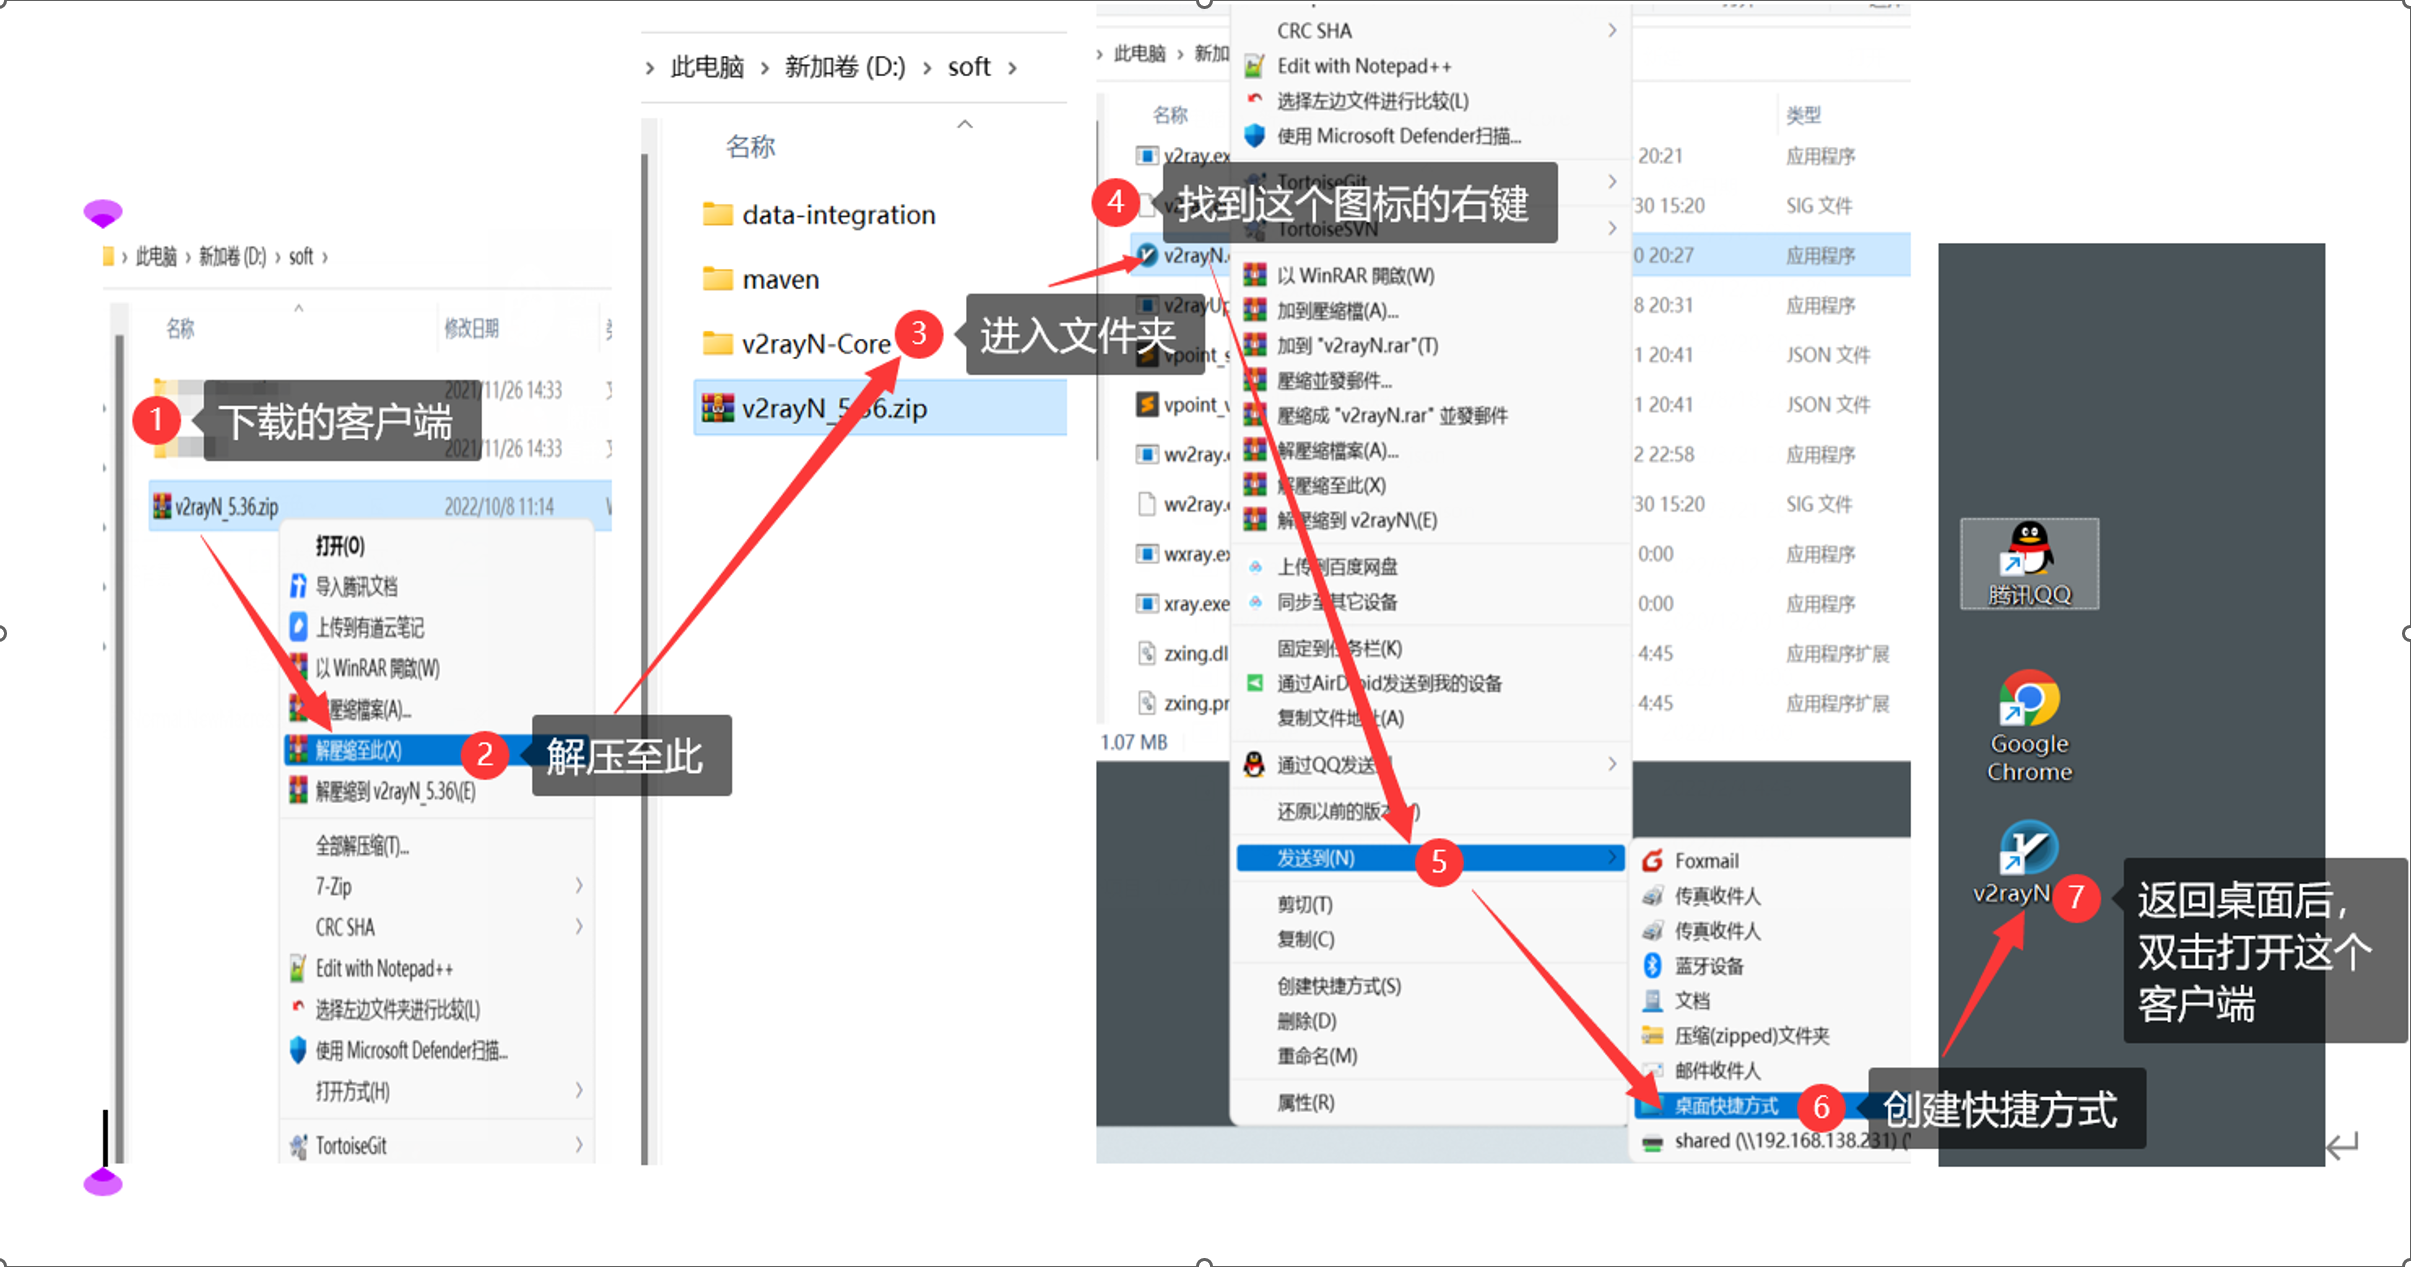 此电脑 › 新加卷 (D:) › soft ›
名称
修改日期
2021/11/26 14:33
1
下载的客户端
2021/11/26 14:33
v2rayN_5.36.zip
2022/10/8 11:14
打开(O)
导入腾讯文档
上传到有道云笔记
以 WinRAR 開啟(W)
壓縮檔案(A)...
解壓縮至此(X)
2
解压至此
解壓縮到 v2rayN_5.36\(E)
全部解压缩(T)...
7-Zip
CRC SHA
Edit with Notepad++
选择左边文件夹进行比较(L)
使用 Microsoft Defender扫描...
打开方式(H)
TortoiseGit
› 此电脑 › 新加卷 (D:) › soft ›
名称
data-integration
maven
v2rayN-Core
3
进入文件夹
v2rayN_5.36.zip
› 此电脑 › 新加
名称
类型
v2ray.ex
20:21
应用程序
30 15:20
SIG 文件
v2rayN.
0 20:27
应用程序
v2rayUp
8 20:31
应用程序
vpoint_s
1 20:41
JSON 文件
vpoint_v
1 20:41
JSON 文件
wv2ray.
2 22:58
应用程序
wv2ray.
30 15:20
SIG 文件
wxray.ex
0:00
应用程序
xray.exe
0:00
应用程序
zxing.dl
4:45
应用程序扩展
zxing.pr
4:45
应用程序扩展
1.07 MB
CRC SHA
Edit with Notepad++
选择左边文件进行比较(L)
使用 Microsoft Defender扫描...
TortoiseGit
4
找到这个图标的右键
TortoiseSVN
以 WinRAR 開啟(W)
加到壓縮檔(A)...
加到 "v2rayN.rar"(T)
壓縮並發郵件...
壓縮成 "v2rayN.rar" 並發郵件
解壓縮檔案(A)...
解壓縮至此(X)
解壓縮到 v2rayN\(E)
上传到百度网盘
同步至其它设备
固定到任务栏(K)
通过AirDroid发送到我的设备
复制文件地址(A)
通过QQ发送到
还原以前的版本(V)
发送到(N)
5
剪切(T)
复制(C)
创建快捷方式(S)
删除(D)
重命名(M)
属性(R)
Foxmail
传真收件人
传真收件人
蓝牙设备
文档
压缩(zipped)文件夹
邮件收件人
桌面快捷方式
6
创建快捷方式
shared (\\192.168.138.231) (
腾讯QQ
Google
Chrome
v2rayN
7
返回桌面后，
双击打开这个
客户端